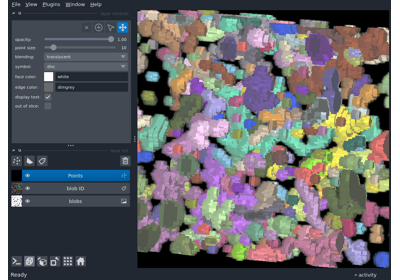 File View Plugins Window Help
opacity: 1.00
point size: 10
blending: translucent
symbol: disc
face color: white
edge color: dimgrey
display text:
out of slice:
Points
blob ID
blobs
Ready
activity